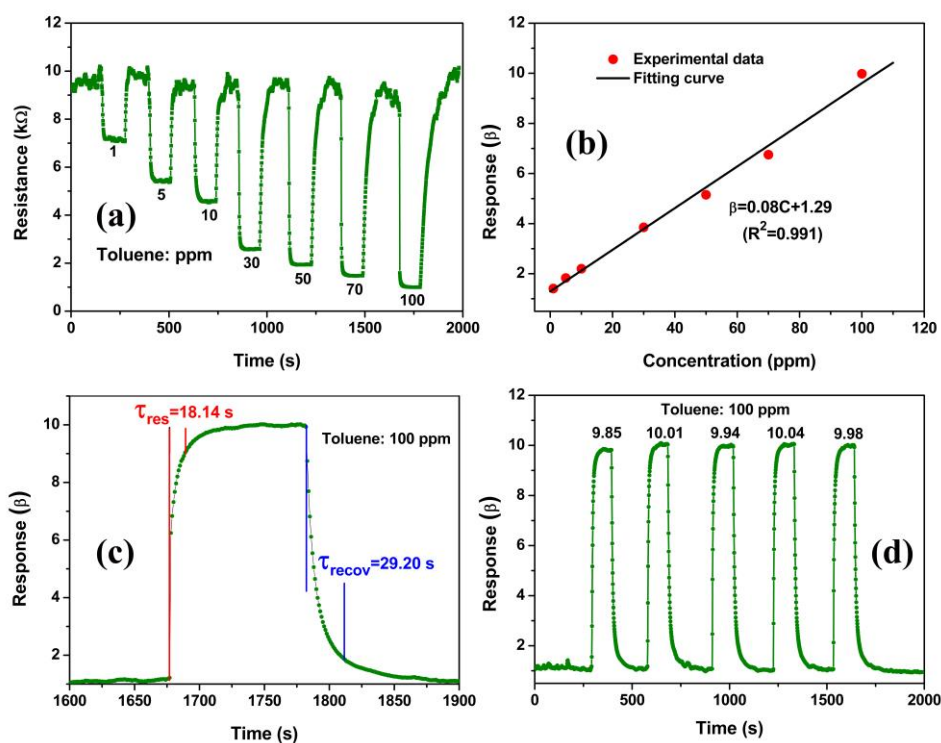 12
10
8
6
4
2
0
Resistance (kΩ)
1
5
10
30
50
70
100
(a)
Toluene: ppm
0
500
1000
1500
2000
Time (s)
12
10
8
6
4
2
Response (β)
Experimental data
Fitting curve
(b)
β=0.08C+1.29
(R²=0.991)
0
20
40
60
80
100
120
Concentration (ppm)
10
8
6
4
2
Response (β)
τres=18.14 s
Toluene: 100 ppm
(c)
τrecov=29.20 s
1600
1650
1700
1750
1800
1850
1900
Time (s)
12
10
8
6
4
2
0
Response (β)
Toluene: 100 ppm
9.85 10.01 9.94 10.04 9.98
(d)
0
500
1000
1500
2000
Time (s)